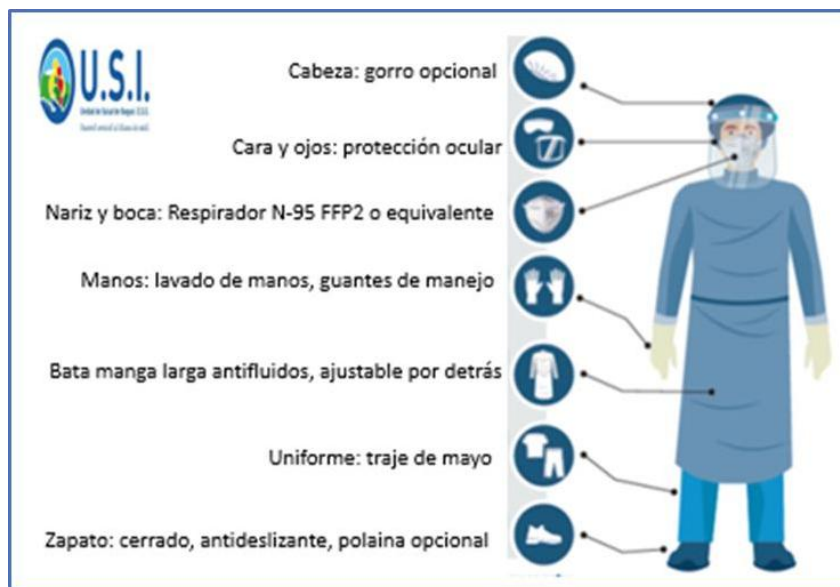 U.S.I.
Cabeza: gorro opcional
Cara y ojos: protección ocular
Nariz y boca: Respirador N-95 FFP2 o equivalente
Manos: lavado de manos, guantes de manejo
Bata manga larga antifluidos, ajustable por detrás
Uniforme: traje de mayo
Zapato: cerrado, antideslizante, polaina opcional